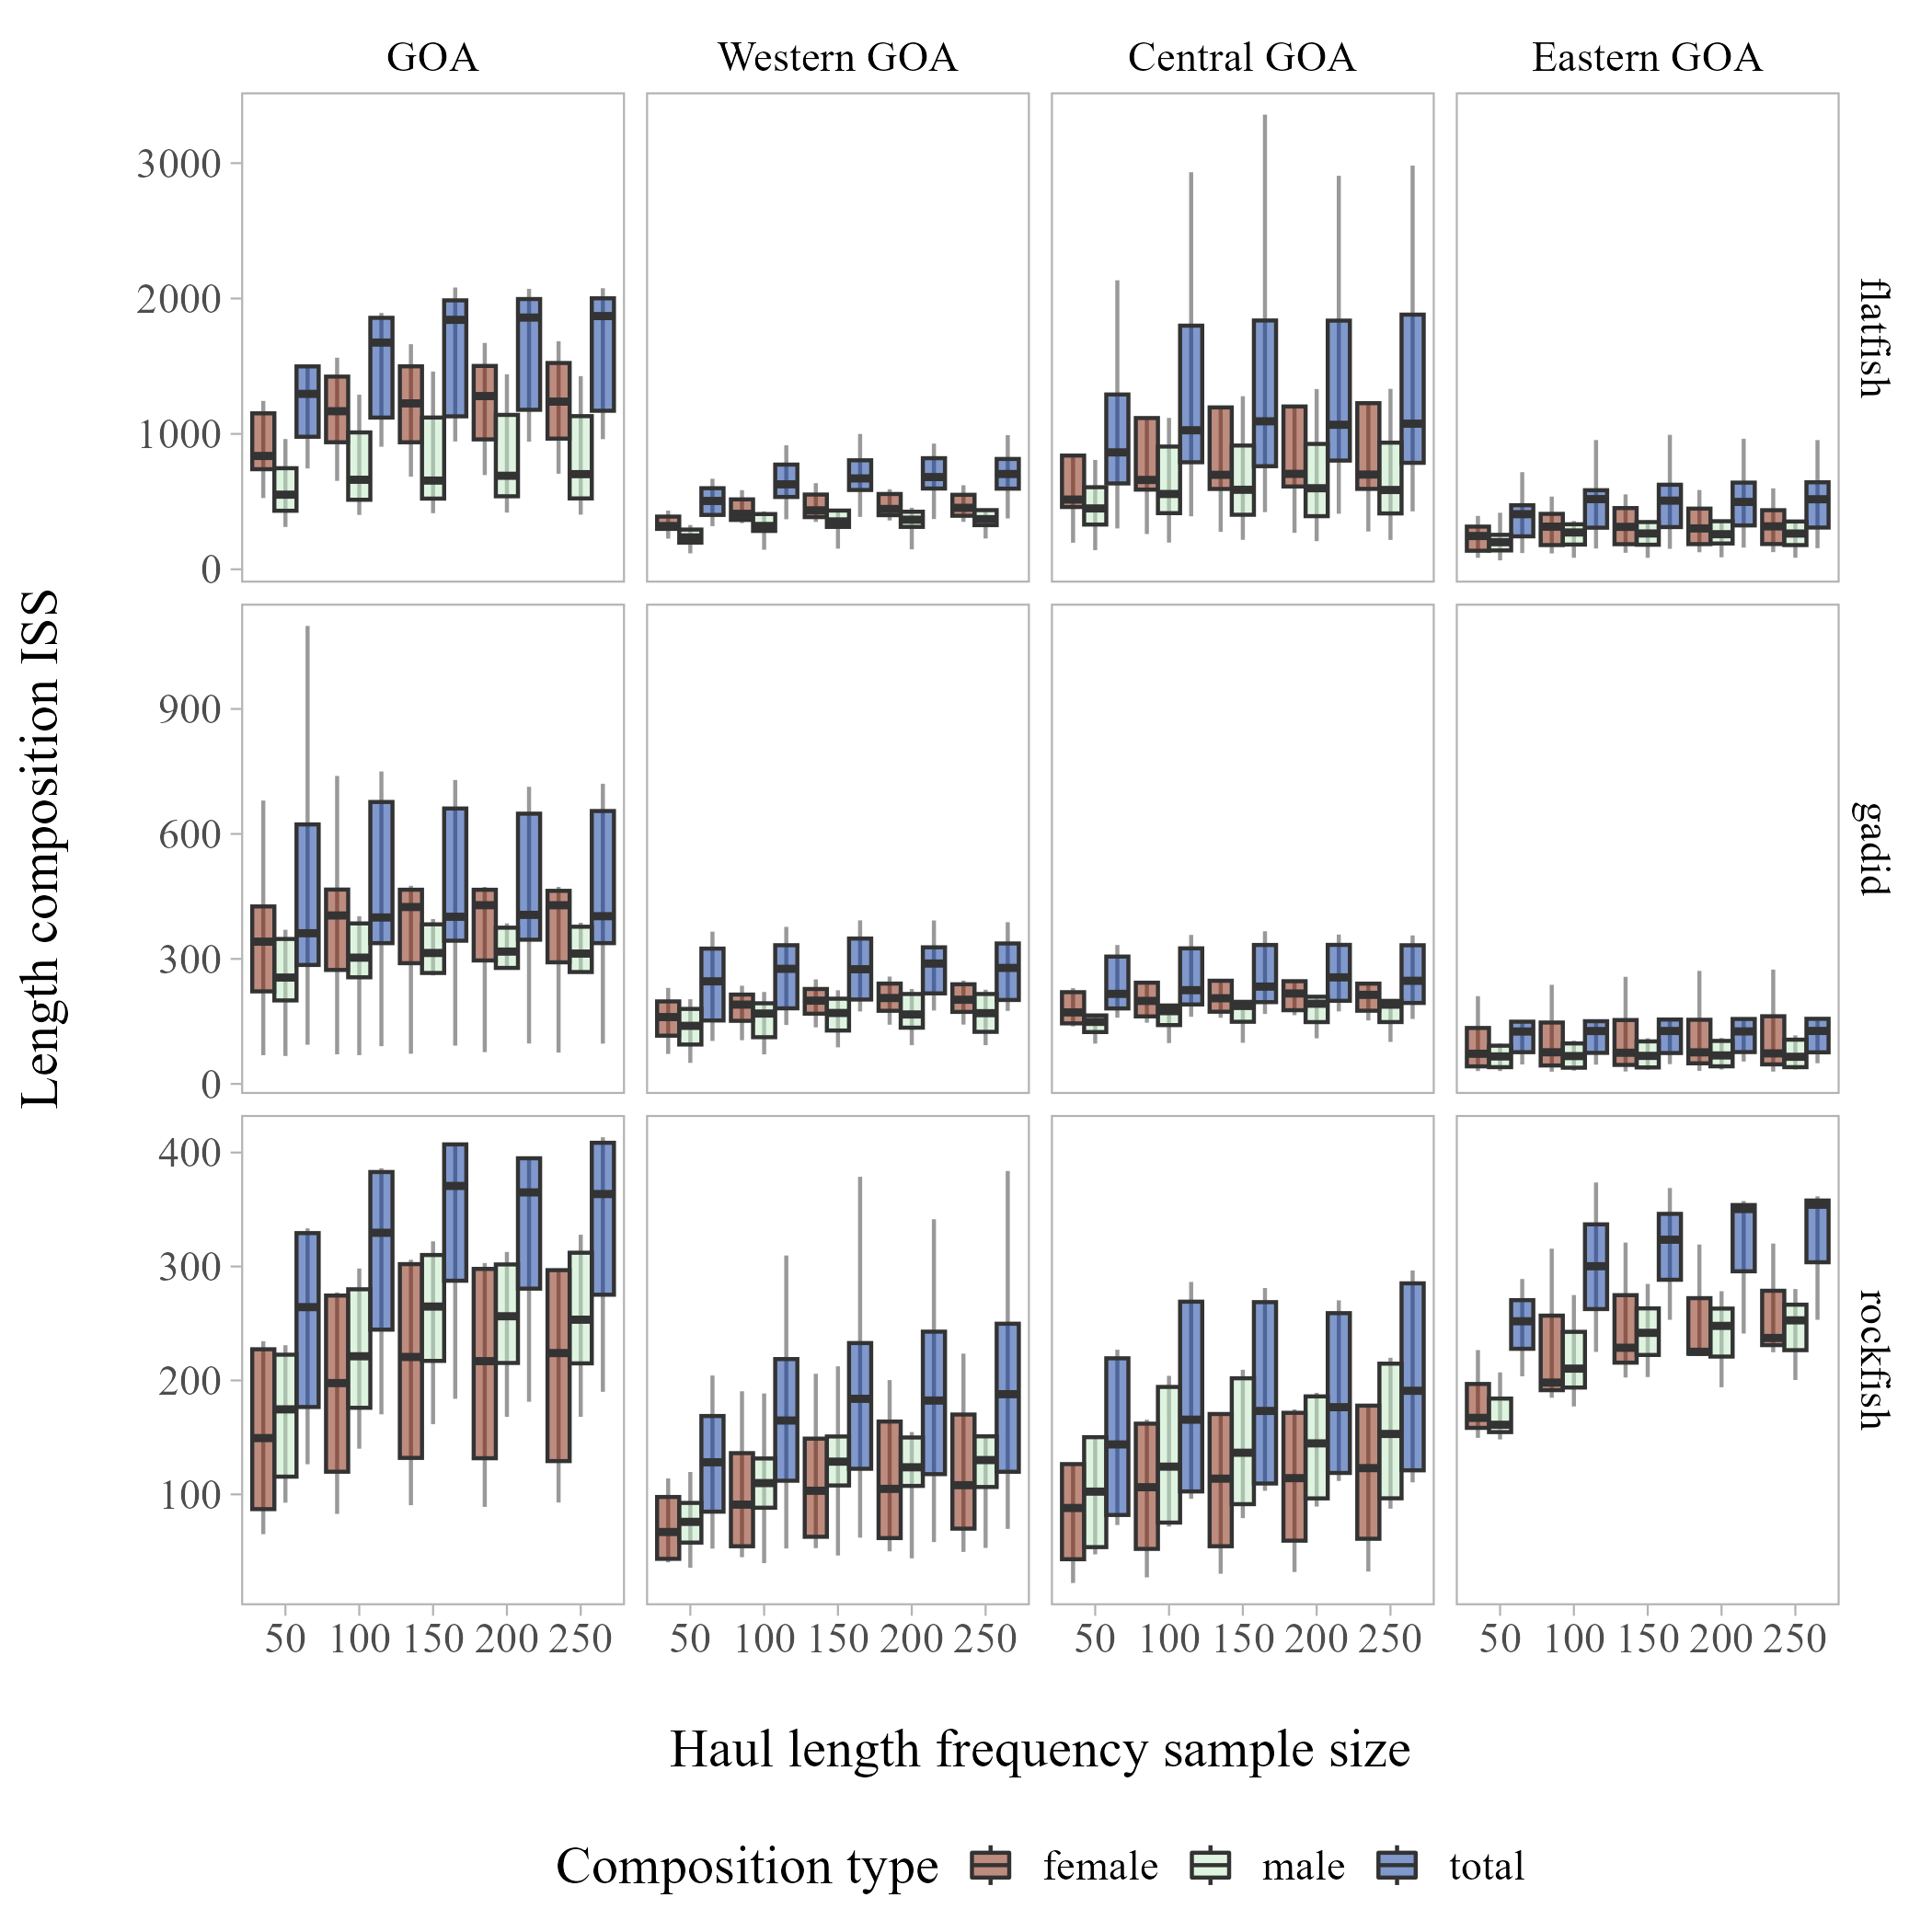 GOA Western GOA Central GOA Eastern GOA
3000
2000
1000
0
flatfish
900
600
300
0
gadid
400
300
200
100
rockfish
Length composition ISS
50 100 150 200 250 50 100 150 200 250 50 100 150 200 250 50 100 150 200 250
Haul length frequency sample size
Composition type female male total